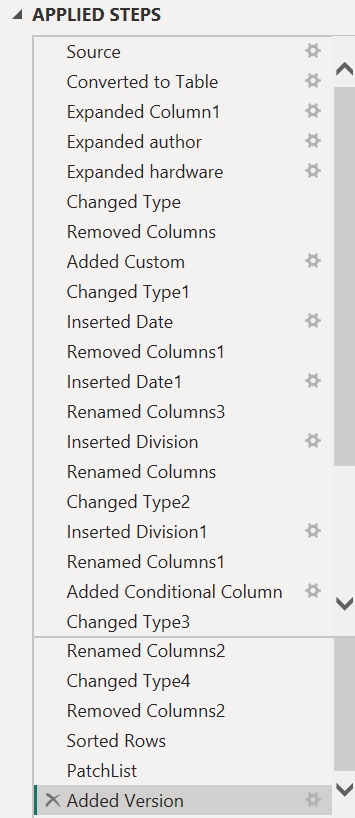 APPLIED STEPS
Source
Converted to Table
Expanded Column1
Expanded author
Expanded hardware
Changed Type
Removed Columns
Added Custom
Changed Type1
Inserted Date
Removed Columns1
Inserted Date1
Renamed Columns3
Inserted Division
Renamed Columns
Changed Type2
Inserted Division1
Renamed Columns1
Added Conditional Column
Changed Type3
Renamed Columns2
Changed Type4
Removed Columns2
Sorted Rows
PatchList
Added Version